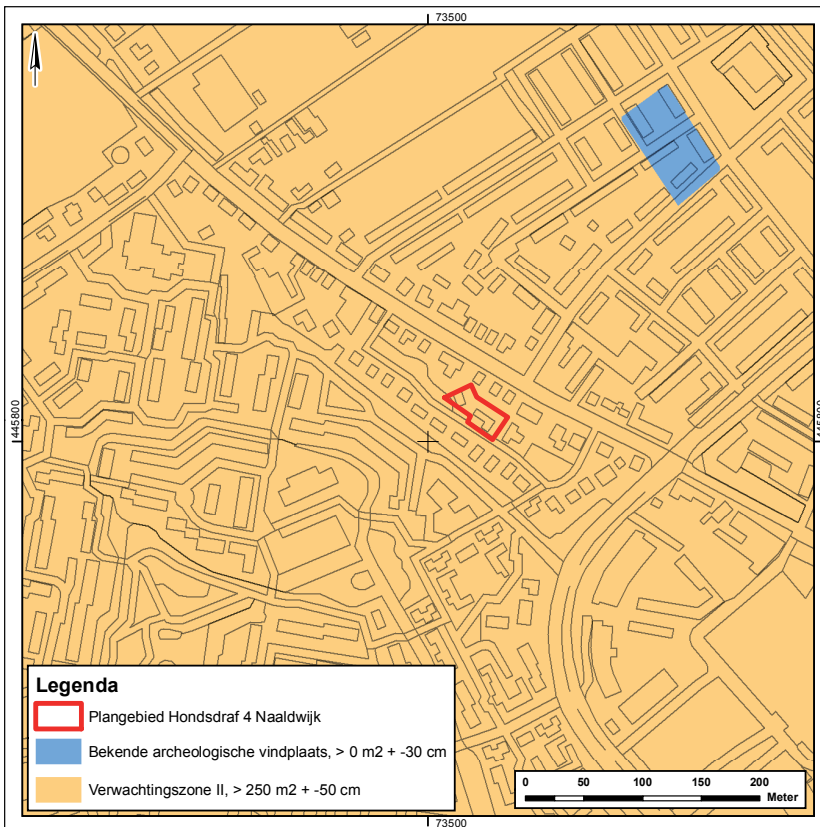 73500
445800
445800
Legenda
Plangebied Hondsdraf 4 Naaldwijk
Bekende archeologische vindplaats, > 0 m2 + -30 cm
Verwachtingszone II, > 250 m2 + -50 cm
0 50 100 150 200
Meter
73500